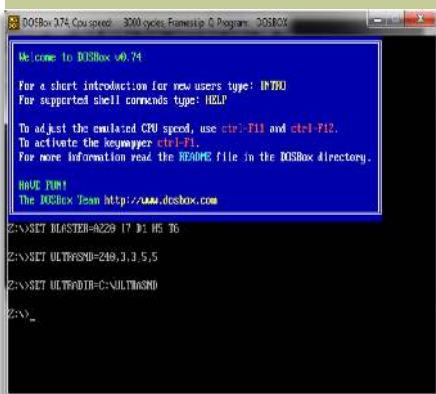 DOSBox 0.74, Cpu speed: 3000 cycles, Frameskip 0, Program: DOSBOX
Welcome to DOSBox v0.74
For a short introduction for new users type: INTRO
For supported shell commands type: HELP
To adjust the emulated CPU speed, use ctrl-F11 and ctrl-F12.
To activate the keymapper ctrl-F1.
For more information read the README file in the DOSBox directory.
HAVE FUN!
The DOSBox Team http://www.dosbox.com
Z:\>SET BLASTER=A220 I7 D1 H5 T6
Z:\>SET ULTRASND=240,3,3,5,5
Z:\>SET ULTRADIR=C:\ULTRASND
Z:\>_